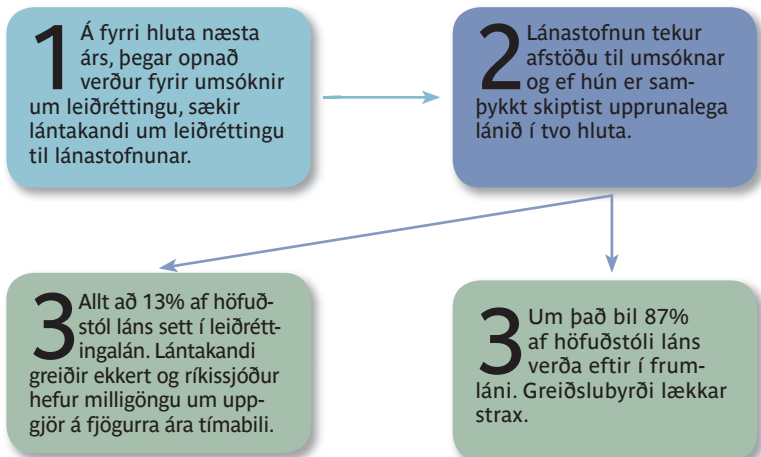 1 Á fyrri hluta næsta
árs, þegar opnað
verður fyrir umsóknir
um leiðréttingu, sækir
lántakandi um leiðréttingu
til lánastofnunar.
2 Lánastofnun tekur
afstöðu til umsóknar
og ef hún er sam-
þykkt skiptist upprunalega
lánið í tvo hluta.
3 Allt að 13% af höfuð-
stól láns sett í leiðrétt-
ingalán. Lántakandi
greiðir ekkert og ríkissjóður
hefur milligöngu um upp-
gjör á fjögurra ára tímabili.
3 Um það bil 87%
af höfuðstóli láns
verða eftir í frum-
láni. Greiðslubyrði lækkar
strax.